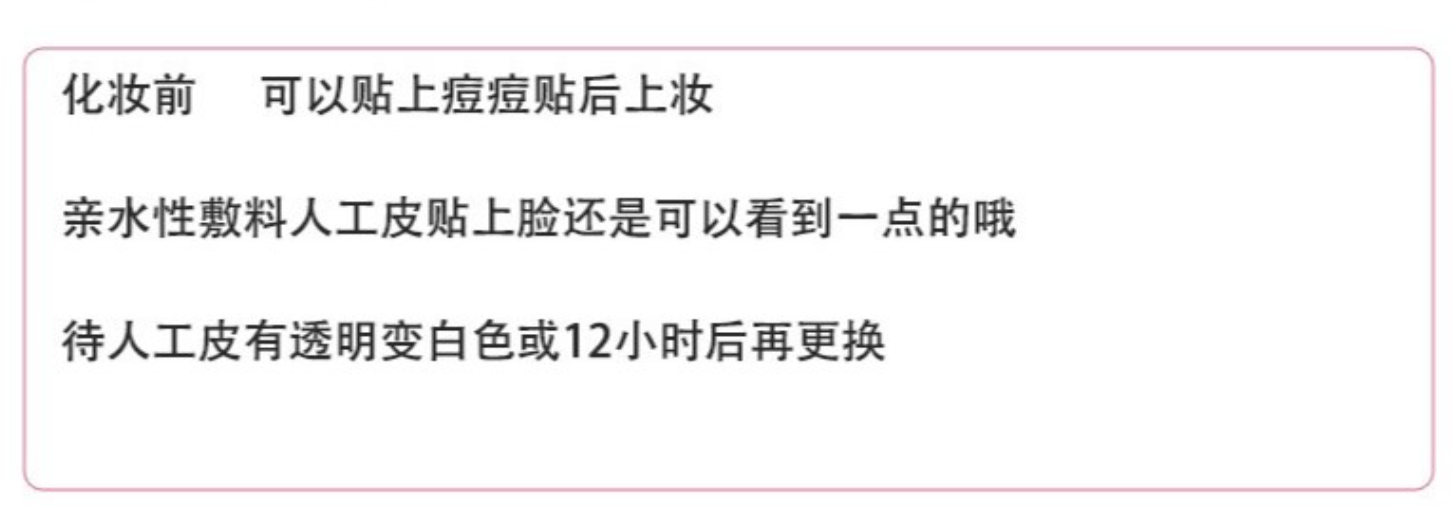 化妆前 可以贴上痘痘贴后上妆
亲水性敷料人工皮贴上脸还是可以看到一点的哦
待人工皮有透明变白色或12小时后再更换